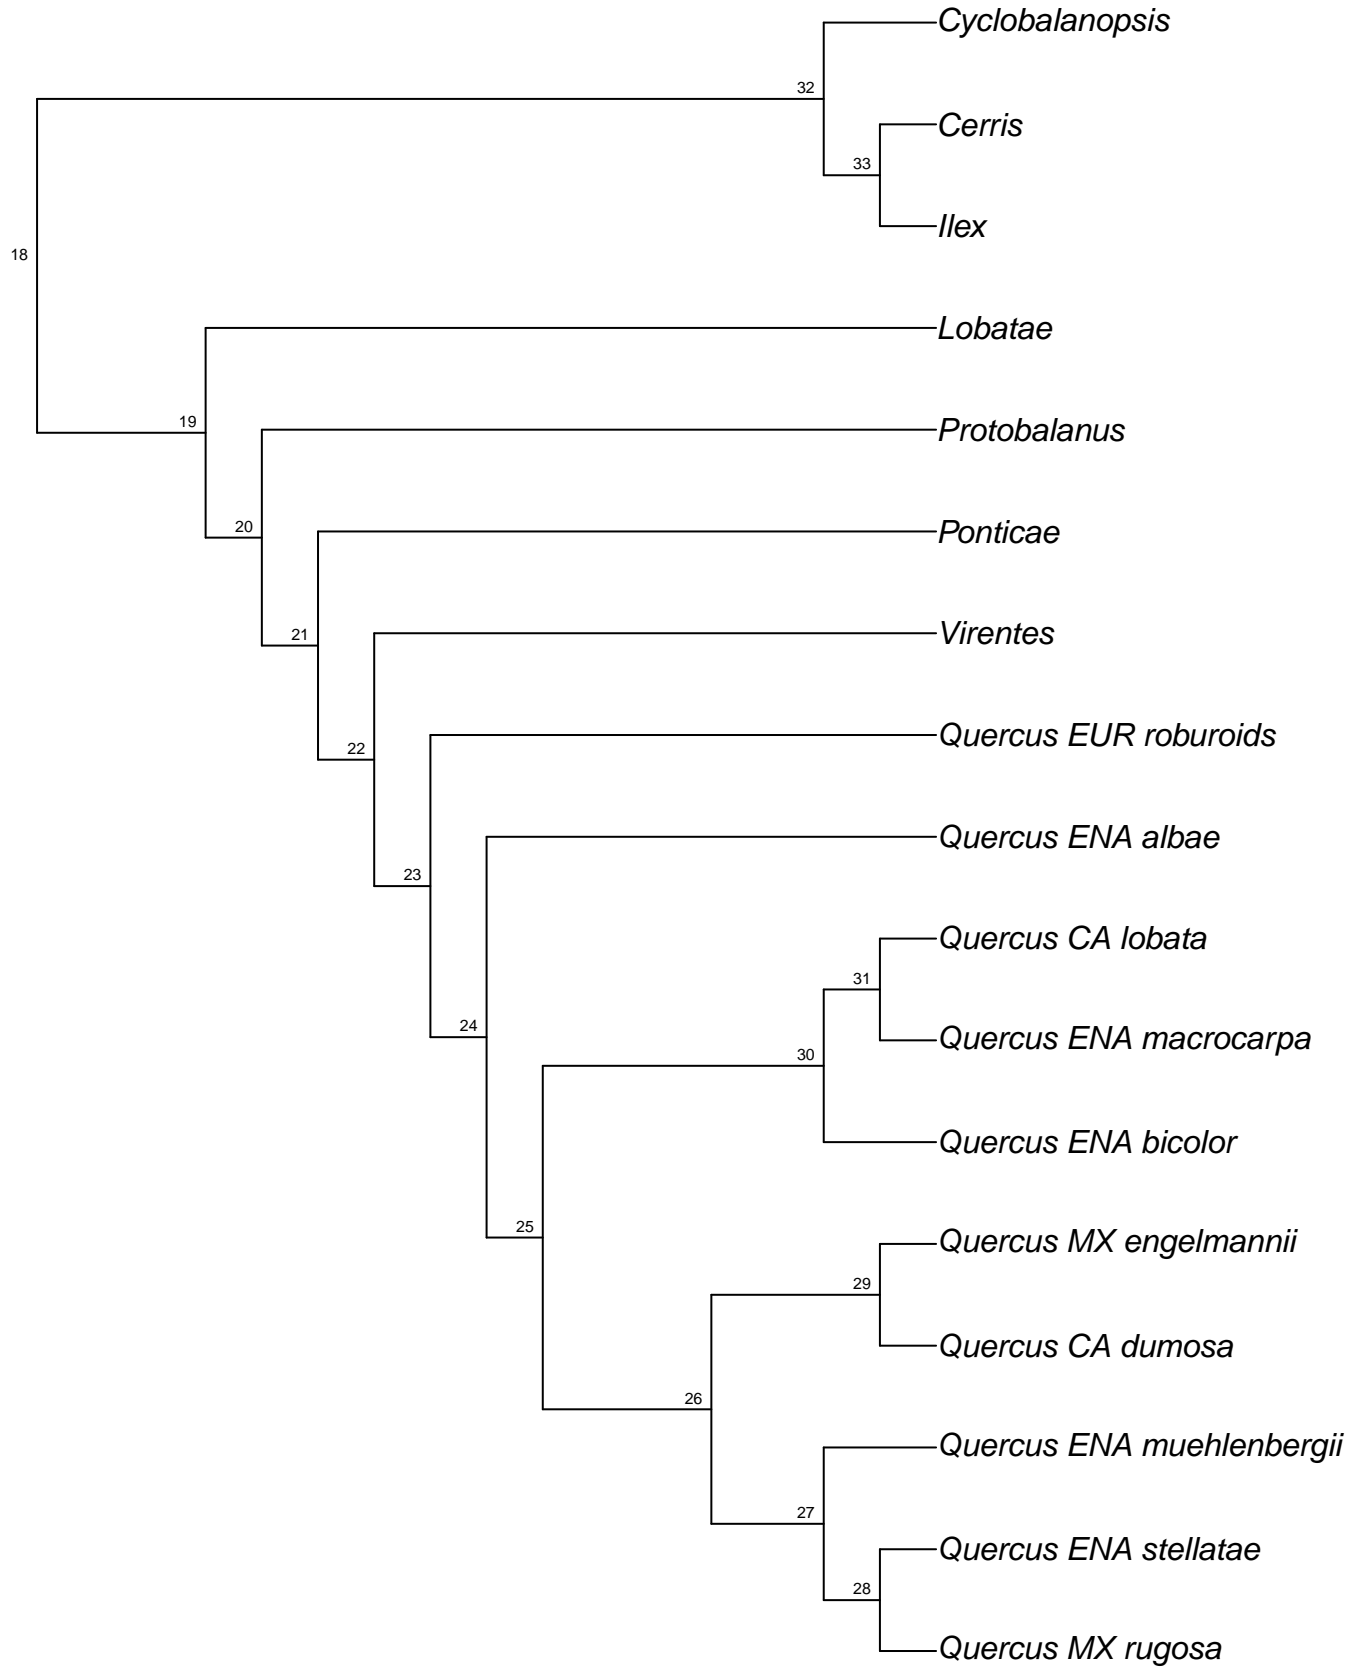 Cyclobalanopsis
32
Cerris
33
Ilex
18
Lobatae
19
Protobalanus
20
Ponticae
21
Virentes
22
Quercus EUR roburoids
Quercus ENA albae
23
Quercus CA lobata
31
24
Quercus ENA macrocarpa
30
Quercus ENA bicolor
25
Quercus MX engelmannii
29
Quercus CA dumosa
26
Quercus ENA muehlenbergii
27
Quercus ENA stellatae
28
Quercus MX rugosa